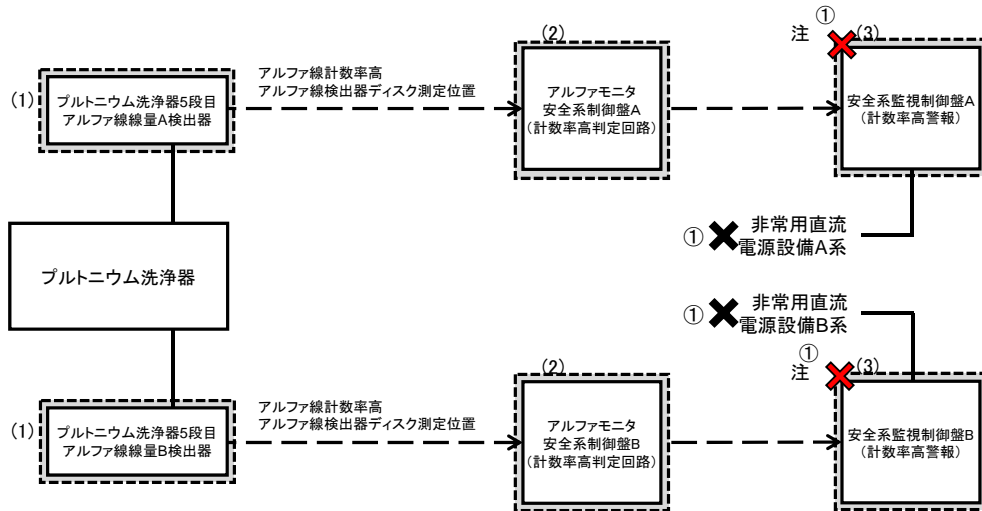 ①
注
(3)
(2)
(1)
プルトニウム洗浄器5段目
アルファ線線量A検出器
アルファ線計数率高
アルファ線検出器ディスク測定位置
アルファモニタ
安全系制御盤A
(計数率高判定回路)
安全系監視制御盤A
(計数率高警報)
①
非常用直流
電源設備A系
プルトニウム洗浄器
①
非常用直流
電源設備B系
①
注
(3)
(2)
(1)
プルトニウム洗浄器5段目
アルファ線線量B検出器
アルファ線計数率高
アルファ線検出器ディスク測定位置
アルファモニタ
安全系制御盤B
(計数率高判定回路)
安全系監視制御盤B
(計数率高警報)